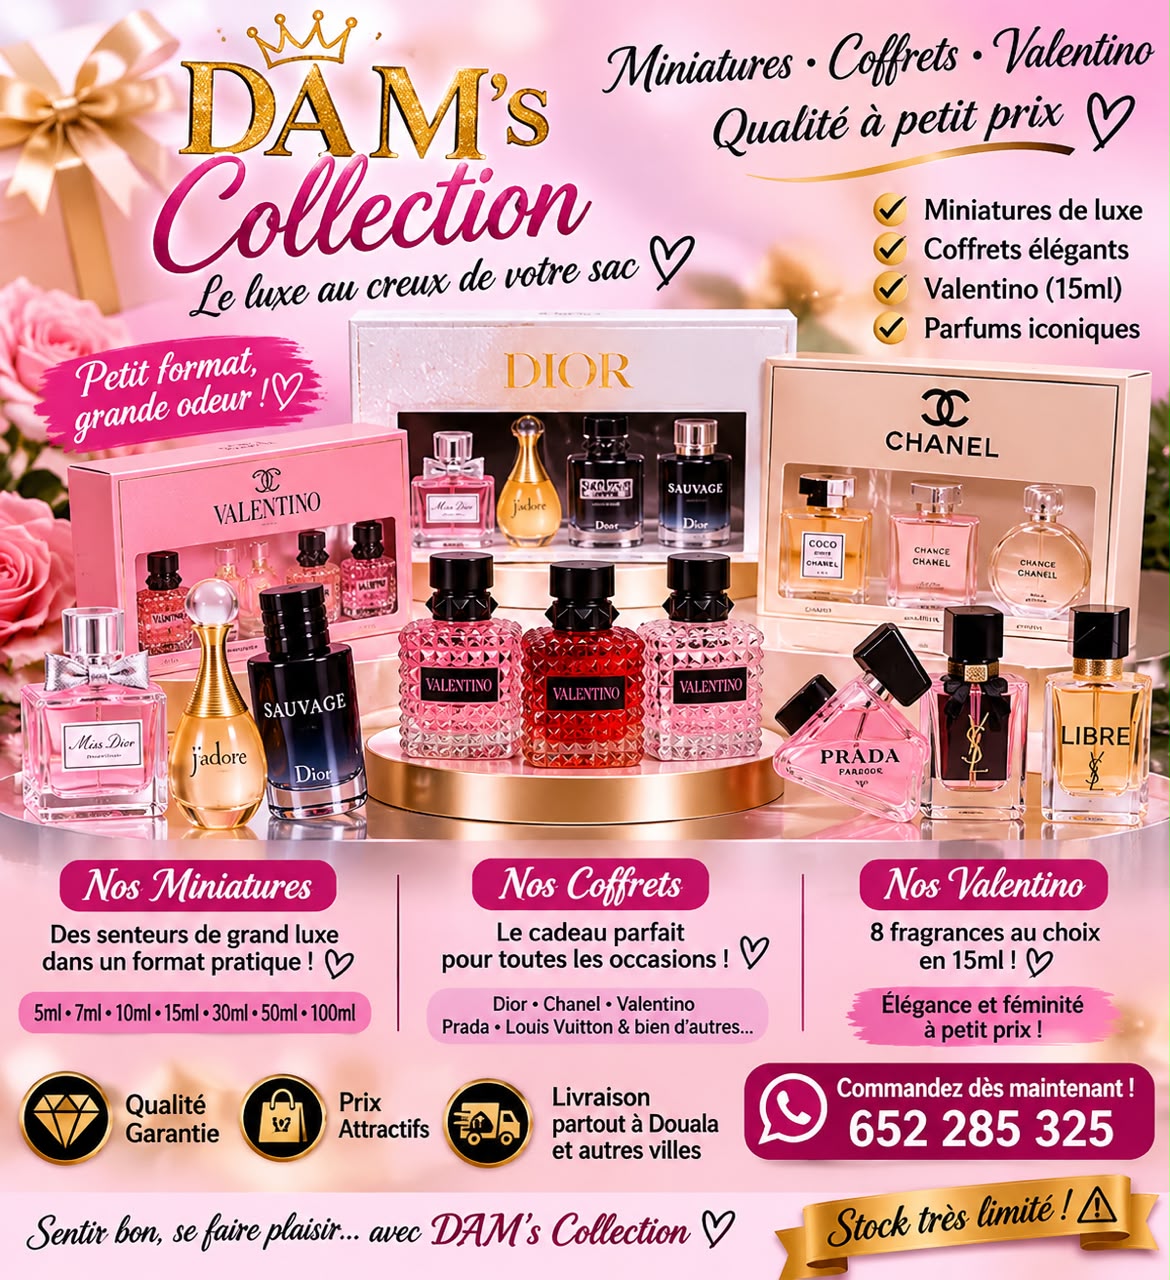 DAM's
Collection
Le luxe au creux de votre sac
Miniatures • Coffrets • Valentino
Qualité à petit prix
Miniatures de luxe
Coffrets élégants
Valentino (15ml)
Parfums iconiques
Petit format,
grande odeur !
VALENTINO
DIOR
Miss Dior
j'adore
SAUVAGE
Dior
CHANEL
COCO
CHANEL
CHANCE
CHANEL
CHANCE
Miss Dior
j'adore
SAUVAGE
Dior
VALENTINO
VALENTINO
VALENTINO
PRADA
YSL
LIBRE
YSL
Nos Miniatures
Des senteurs de grand luxe
dans un format pratique !
5ml • 7ml • 10ml • 15ml • 30ml • 50ml • 100ml
Nos Coffrets
Le cadeau parfait
pour toutes les occasions !
Dior • Chanel • Valentino
Prada • Louis Vuitton & bien d'autres...
Nos Valentino
8 fragrances au choix
en 15ml !
Élégance et féminité
à petit prix !
Qualité
Garantie
Prix
Attractifs
Livraison
partout à Douala
et autres villes
Commandez dès maintenant !
652 285 325
Sentir bon, se faire plaisir... avec DAM's Collection
Stock très limité !